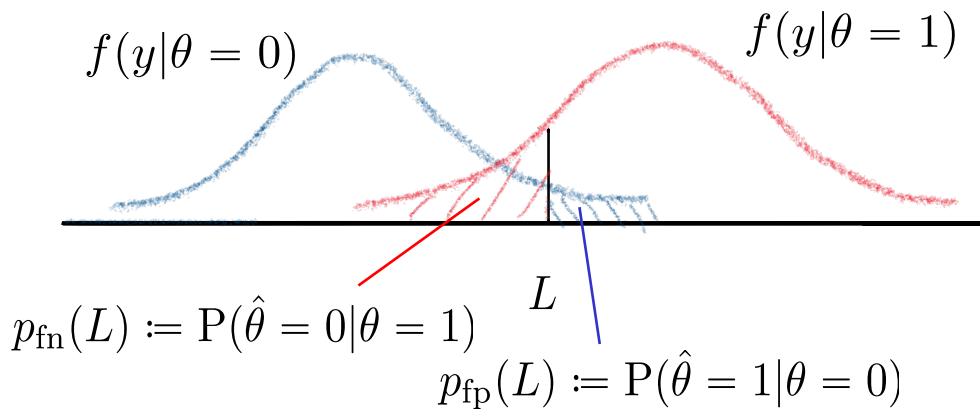 f(y|θ = 0)
f(y|θ = 1)
L
p_fn(L) := P(θ̂ = 0|θ = 1)
p_fp(L) := P(θ̂ = 1|θ = 0)